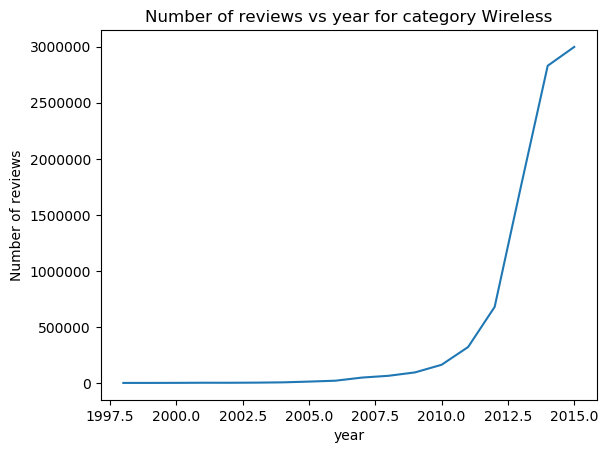 Number of reviews vs year for category Wireless
3000000
2500000
2000000
1500000
1000000
500000
0
Number of reviews
1997.5 2000.0 2002.5 2005.0 2007.5 2010.0 2012.5 2015.0
year